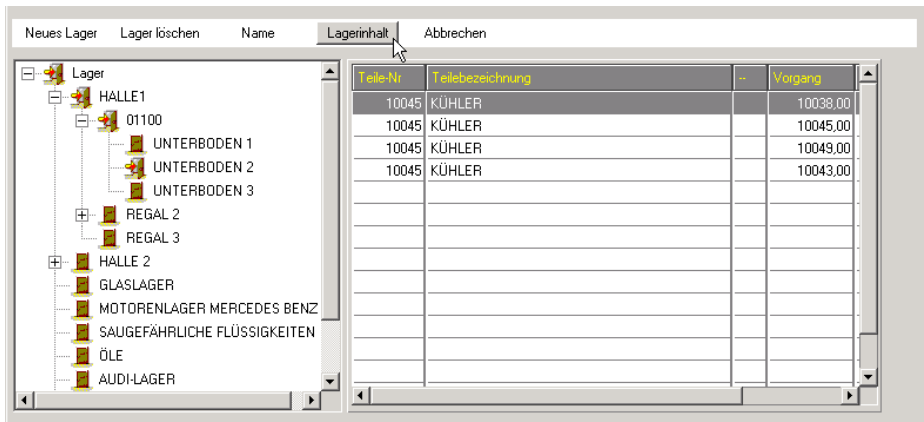 Neues Lager Lager löschen Name Lagerinhalt Abbrechen
Lager
HALLE1
01100
UNTERBODEN 1
UNTERBODEN 2
UNTERBODEN 3
REGAL 2
REGAL 3
HALLE 2
GLASLAGER
MOTORENLAGER MERCEDES BENZ
SAUGEFÄHRLICHE FLÜSSIGKEITEN
ÖLE
AUDI-LAGER
Teile-Nr Teilebezeichnung -- Vorgang
10045 KÜHLER 10038,00
10045 KÜHLER 10045,00
10045 KÜHLER 10049,00
10045 KÜHLER 10043,00